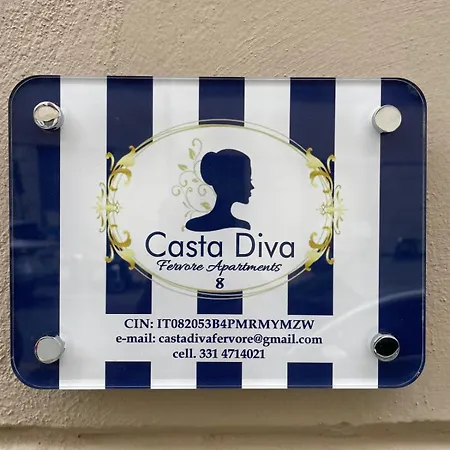 Casta Diva
Fervore Apartments
8
CIN: IT082053B4PMRMYMZW
e-mail: castadivafervore@gmail.com
cell. 331 4714021